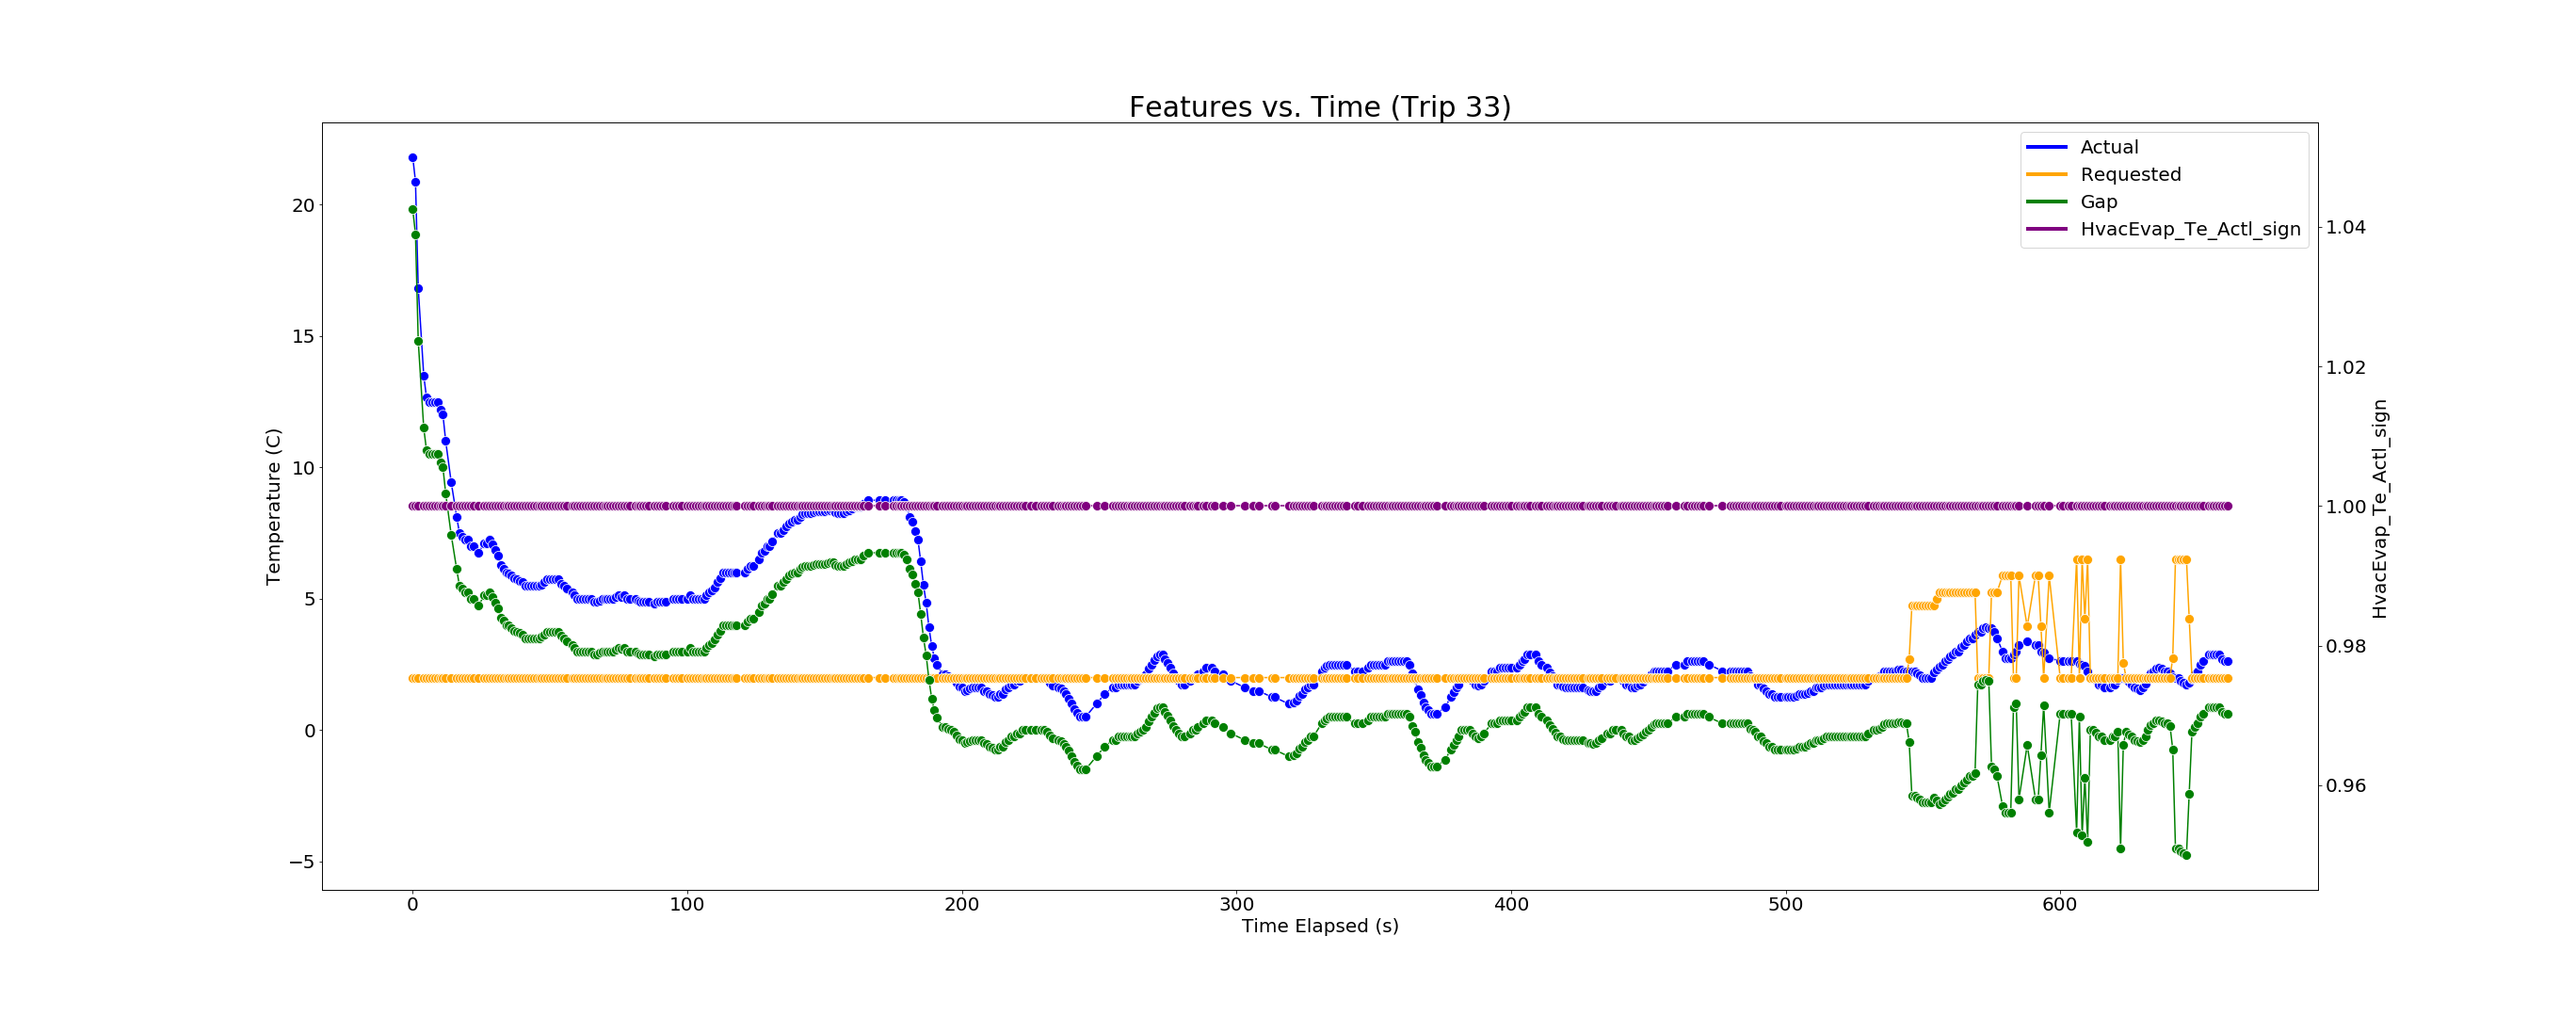 Features vs. Time (Trip 33)
Actual
Requested
Gap
HvacEvap_Te_Actl_sign
20
15
10
5
0
−5
Temperature (C)
1.04
1.02
1.00
0.98
0.96
HvacEvap_Te_Actl_sign
0 100 200 300 400 500 600
Time Elapsed (s)